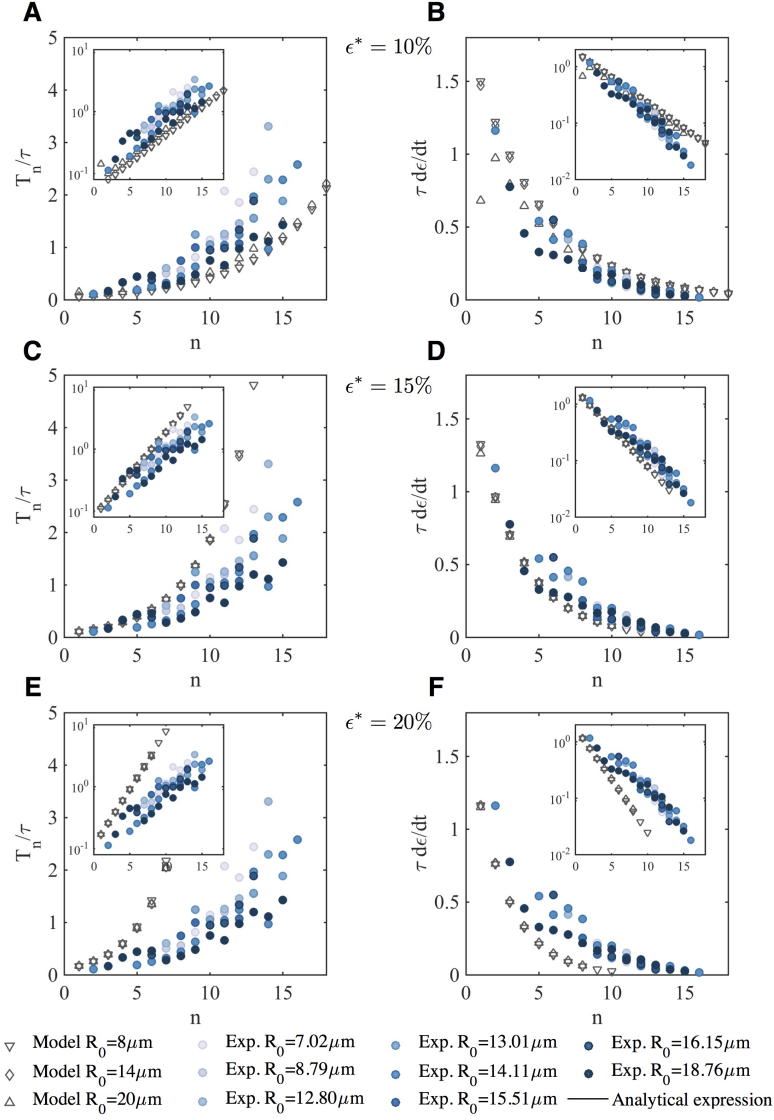 A
ϵ* = 10%
B
5
4
3
2
1
0
T_n/τ
0 5 10 15
n
10^1
10^0
10^-1
0 5 10 15
1.5
1
0.5
0
τ dϵ/dt
0 5 10 15
n
10^0
10^-1
10^-2
0 5 10 15
C
ϵ* = 15%
D
5
4
3
2
1
0
T_n/τ
0 5 10 15
n
10^1
10^0
10^-1
0 5 10 15
1.5
1
0.5
0
τ dϵ/dt
0 5 10 15
n
10^0
10^-1
10^-2
0 5 10 15
E
ϵ* = 20%
F
5
4
3
2
1
0
T_n/τ
0 5 10 15
n
10^1
10^0
10^-1
0 5 10 15
1.5
1
0.5
0
τ dϵ/dt
0 5 10 15
n
10^0
10^-1
10^-2
0 5 10 15
Model R_0=8μm
Model R_0=14μm
Model R_0=20μm
Exp. R_0=7.02μm
Exp. R_0=8.79μm
Exp. R_0=12.80μm
Exp. R_0=13.01μm
Exp. R_0=14.11μm
Exp. R_0=15.51μm
Exp. R_0=16.15μm
Exp. R_0=18.76μm
Analytical expression